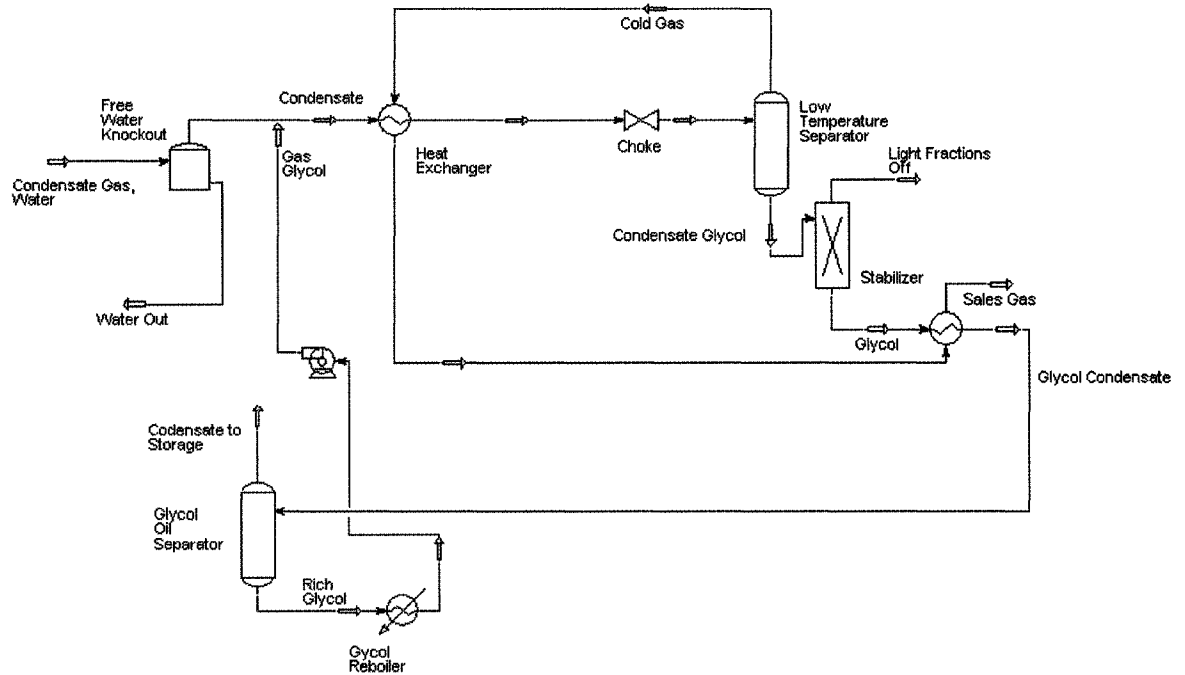 Cold Gas
Free
Water
Knockout
Condensate
Low
Temperature
Separator
Gas
Glycol
Heat
Exchanger
Choke
Light Fractions
Off
Condensate Gas,
Water
Condensate Glycol
Stabilizer
Sales Gas
Water Out
Glycol
Glycol Condensate
Codensate to
Storage
Glycol
Oil
Separator
Rich
Glycol
Gycol
Reboiler